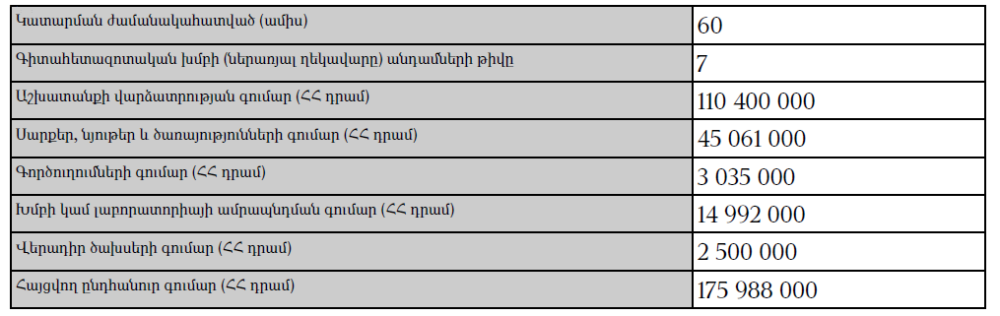 Կատարման ժամանակահատված (ամիս) 60
Գիտահետազոտական խմբի (ներառյալ ղեկավարը) անդամների թիվը 7
Աշխատանքի վարձատրության գումար (ՀՀ դրամ) 110 400 000
Սարքեր, նյութեր և ծառայությունների գումար (ՀՀ դրամ) 45 061 000
Գործուղումների գումար (ՀՀ դրամ) 3 035 000
Խմբի կամ լաբորատորիայի ամրապնդման գումար (ՀՀ դրամ) 14 992 000
Վերադիր ծախսերի գումար (ՀՀ դրամ) 2 500 000
Հայցվող ընդհանուր գումար (ՀՀ դրամ) 175 988 000